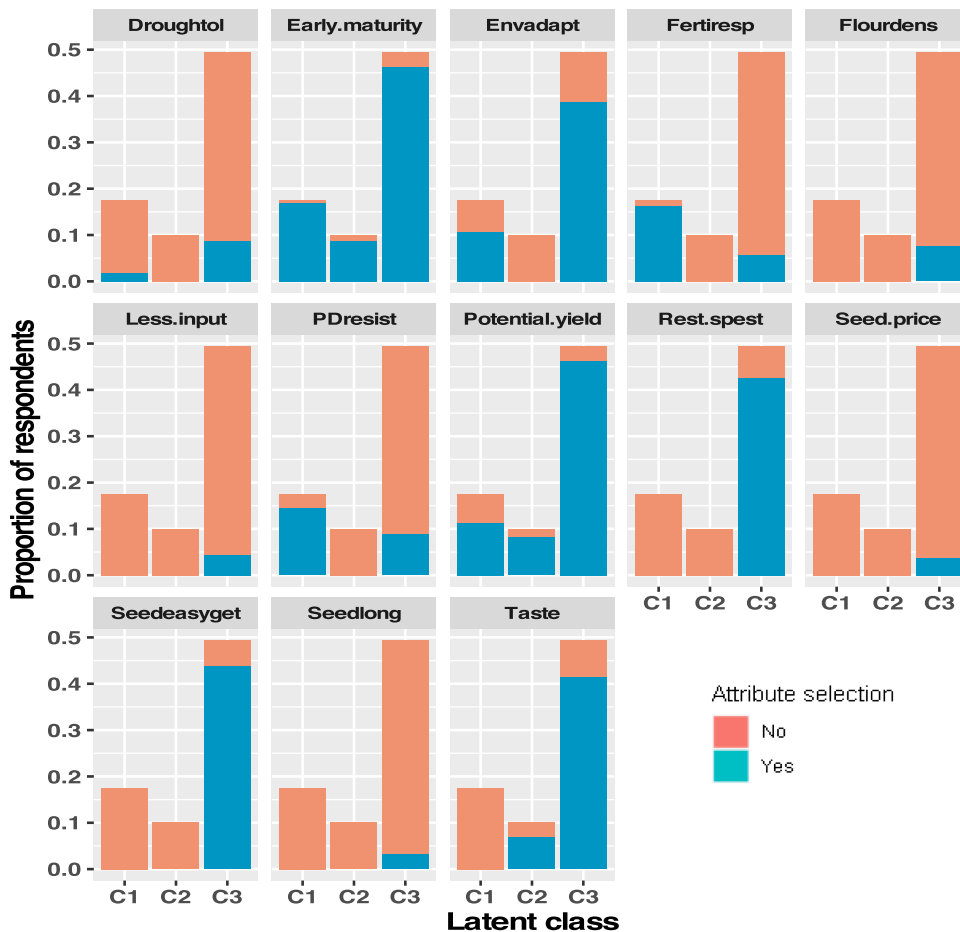 Droughtol Early.maturity Envadapt Fertiresp Flourdens
0.5
0.4
0.3
0.2
0.1
0.0
Less.input PDresist Potential.yield Rest.spest Seed.price
0.5
0.4
0.3
0.2
0.1
0.0
C1 C2 C3 C1 C2 C3
Seedeasyget Seedlong Taste
0.5
0.4
0.3
0.2
0.1
0.0
C1 C2 C3 C1 C2 C3 C1 C2 C3
Latent class
Proportion of respondents
Attribute selection
No
Yes